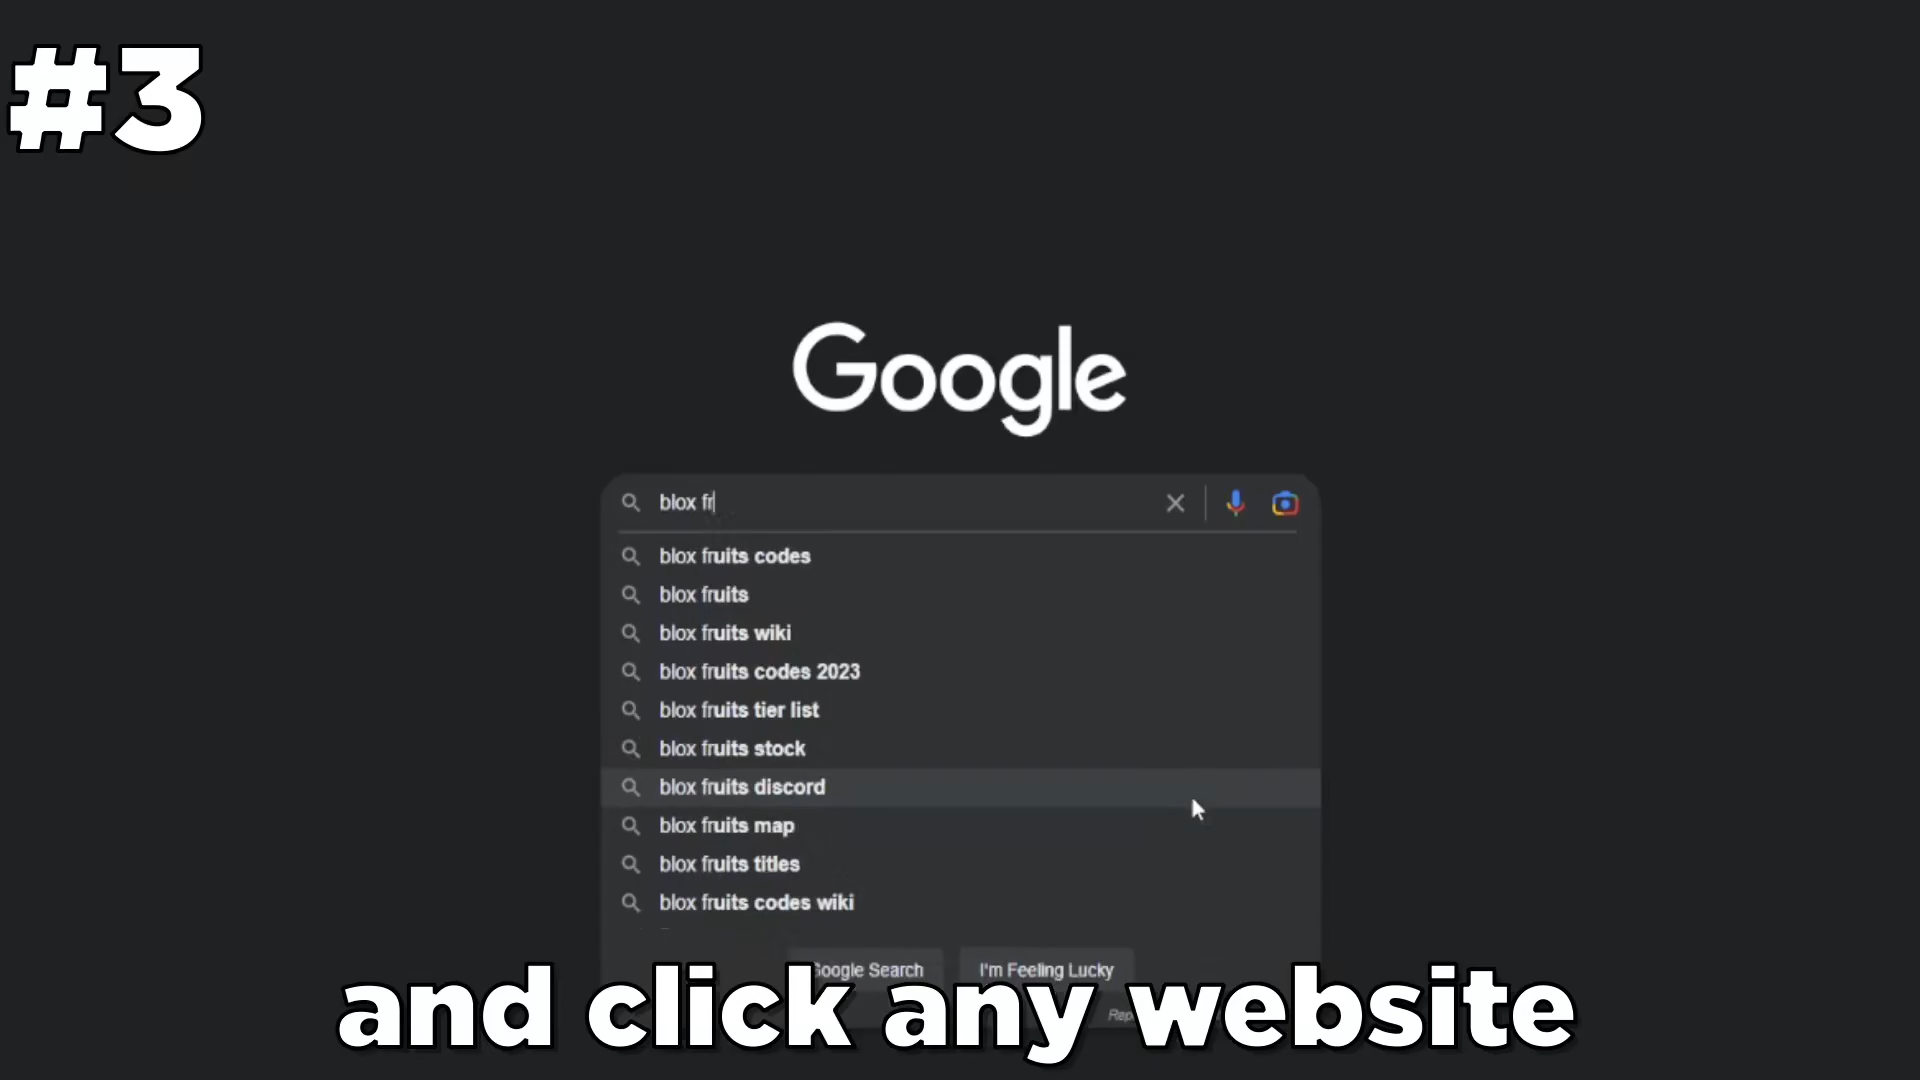 #3
Google
blox fr
blox fruits codes
blox fruits
blox fruits wiki
blox fruits codes 2023
blox fruits tier list
blox fruits stock
blox fruits discord
blox fruits map
blox fruits titles
blox fruits codes wiki
Google Search
I'm Feeling Lucky
and click any website